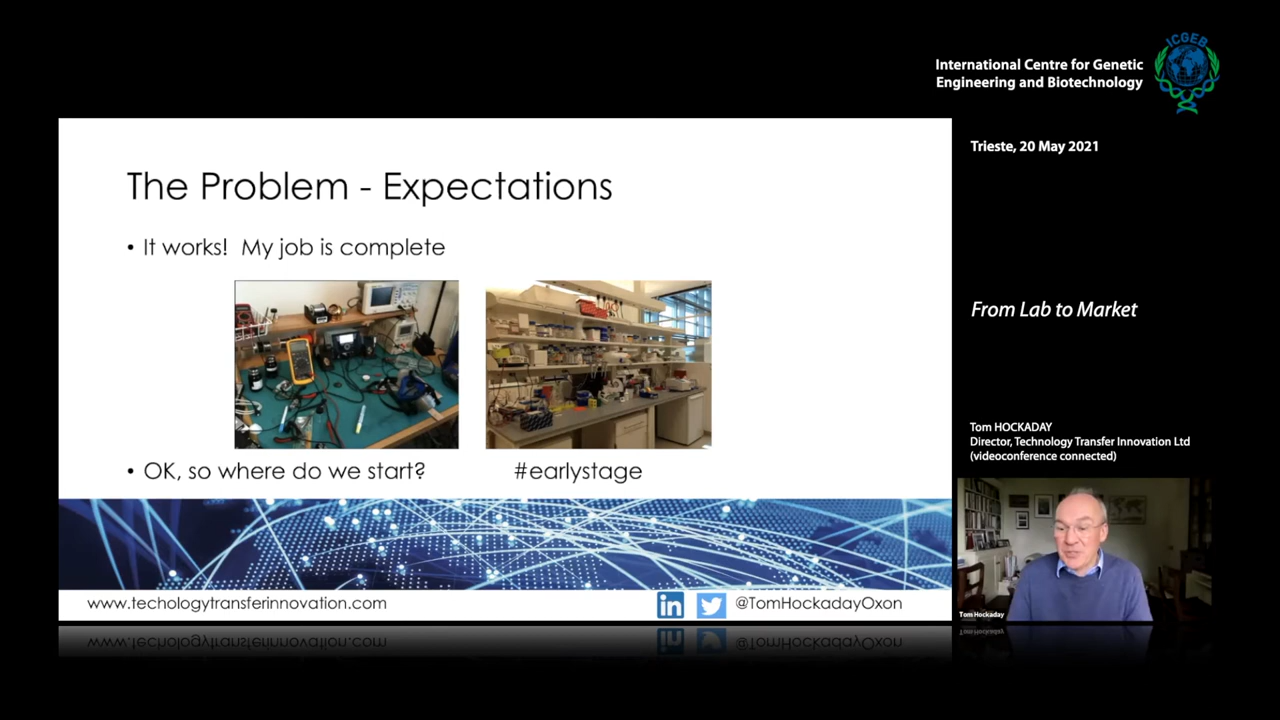 ICGEB
International Centre for Genetic
Engineering and Biotechnology
Trieste, 20 May 2021
The Problem - Expectations
• It works! My job is complete
• OK, so where do we start?
#earlystage
www.techologytransferinnovation.com
in
@TomHockadayOxon
From Lab to Market
Tom HOCKADAY
Director, Technology Transfer Innovation Ltd
(videoconference connected)
Tom Hockaday